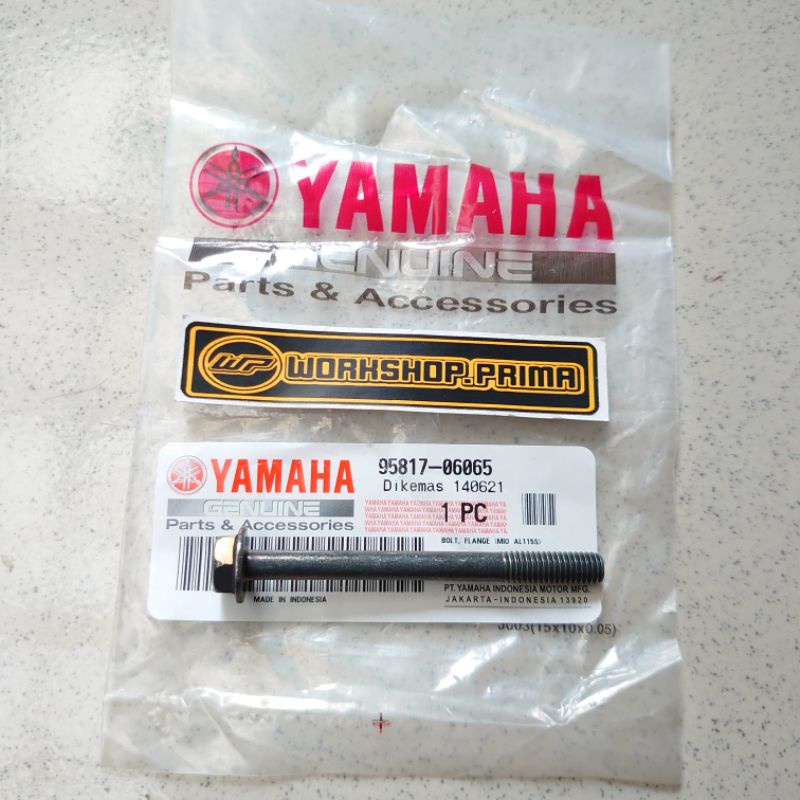 YAMAHA
GENUINE
Parts & Accessories
WP WORKSHOP.PRIMA
YAMAHA
GENUINE
Parts & Accessories
95817-06065
Dikemas 140621
1 PC
BOLT, FLANGE (MIO AL115S)
MADE IN INDONESIA
PT. YAMAHA INDONESIA MOTOR MFG.
JAKARTA-INDONESIA 13920
(15x10x0.05)